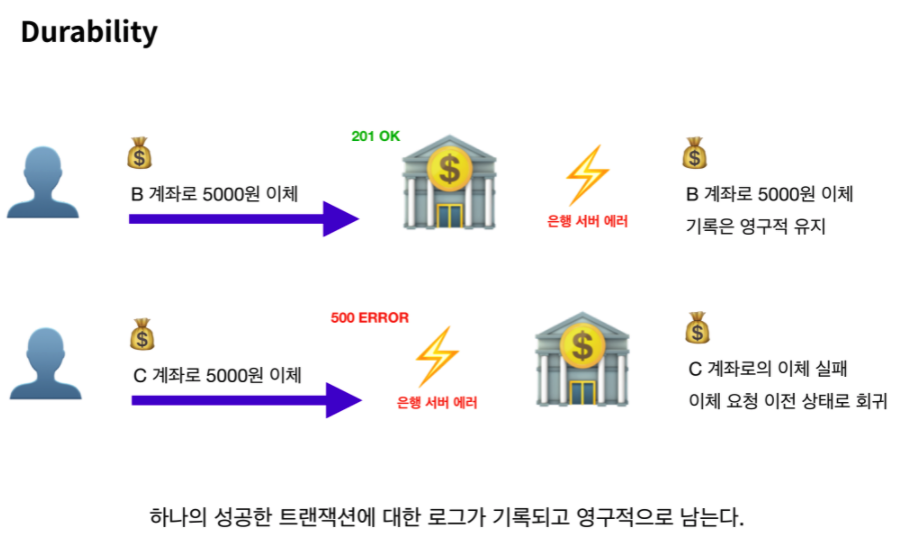 Durability
201 OK
$
$
$
B 계좌로 5000원 이체
은행 서버 에러
B 계좌로 5000원 이체
기록은 영구적 유지
500 ERROR
$
$
$
C 계좌로 5000원 이체
은행 서버 에러
C 계좌로의 이체 실패
이체 요청 이전 상태로 회귀
하나의 성공한 트랜잭션에 대한 로그가 기록되고 영구적으로 남는다.